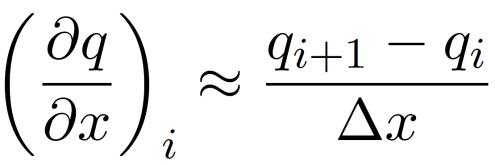 (∂q/∂x)_i ≈ (q_{i+1} − q_i)/Δx